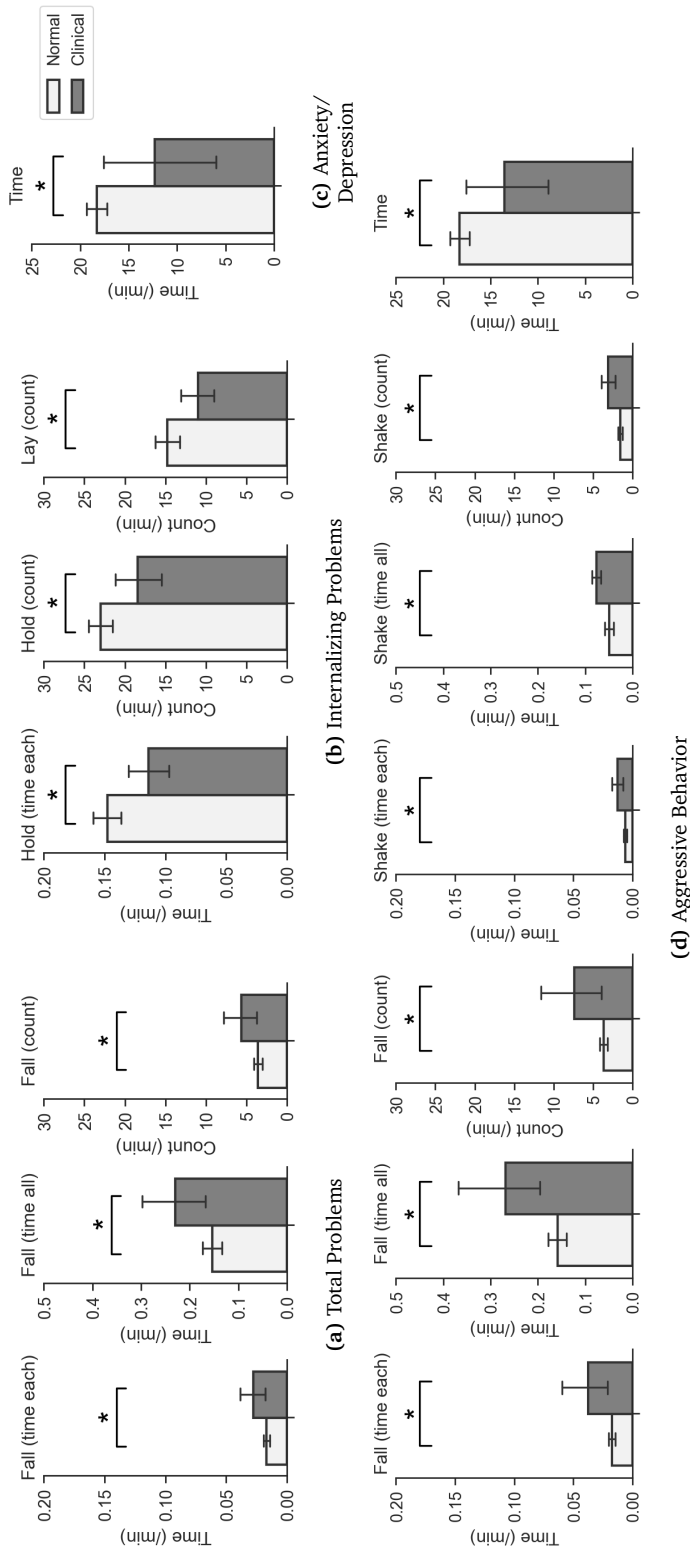 Normal
Clinical
Fall (time each)
Time (/min)
0.20
0.15
0.10
0.05
0.00
*
Fall (time all)
Time (/min)
0.5
0.4
0.3
0.2
0.1
0.0
*
Fall (count)
Count (/min)
30
25
20
15
10
5
0
*
(a) Total Problems
Hold (time each)
Time (/min)
0.20
0.15
0.10
0.05
0.00
*
Hold (count)
Count (/min)
30
25
20
15
10
5
0
*
Lay (count)
Count (/min)
30
25
20
15
10
5
0
*
(b) Internalizing Problems
Time
Time (/min)
25
20
15
10
5
0
*
(c) Anxiety/
Depression
Fall (time each)
Time (/min)
0.20
0.15
0.10
0.05
0.00
*
Fall (time all)
Time (/min)
0.5
0.4
0.3
0.2
0.1
0.0
*
Fall (count)
Count (/min)
30
25
20
15
10
5
0
*
Shake (time each)
Time (/min)
0.20
0.15
0.10
0.05
0.00
*
Shake (time all)
Time (/min)
0.5
0.4
0.3
0.2
0.1
0.0
*
Shake (count)
Count (/min)
30
25
20
15
10
5
0
*
Time
Time (/min)
25
20
15
10
5
0
*
(d) Aggressive Behavior